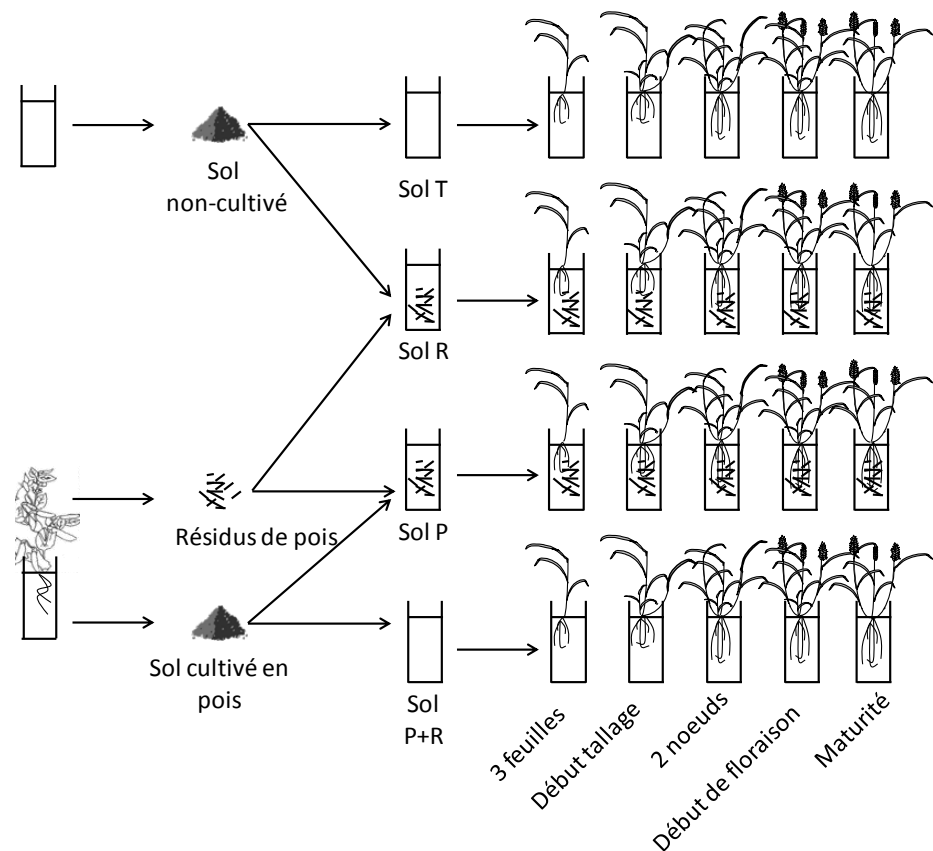 Sol
non-cultivé
Sol T
Sol R
Résidus de pois
Sol P
Sol cultivé en
pois
Sol
P+R
3 feuilles
Début tallage
2 noeuds
Début de floraison
Maturité